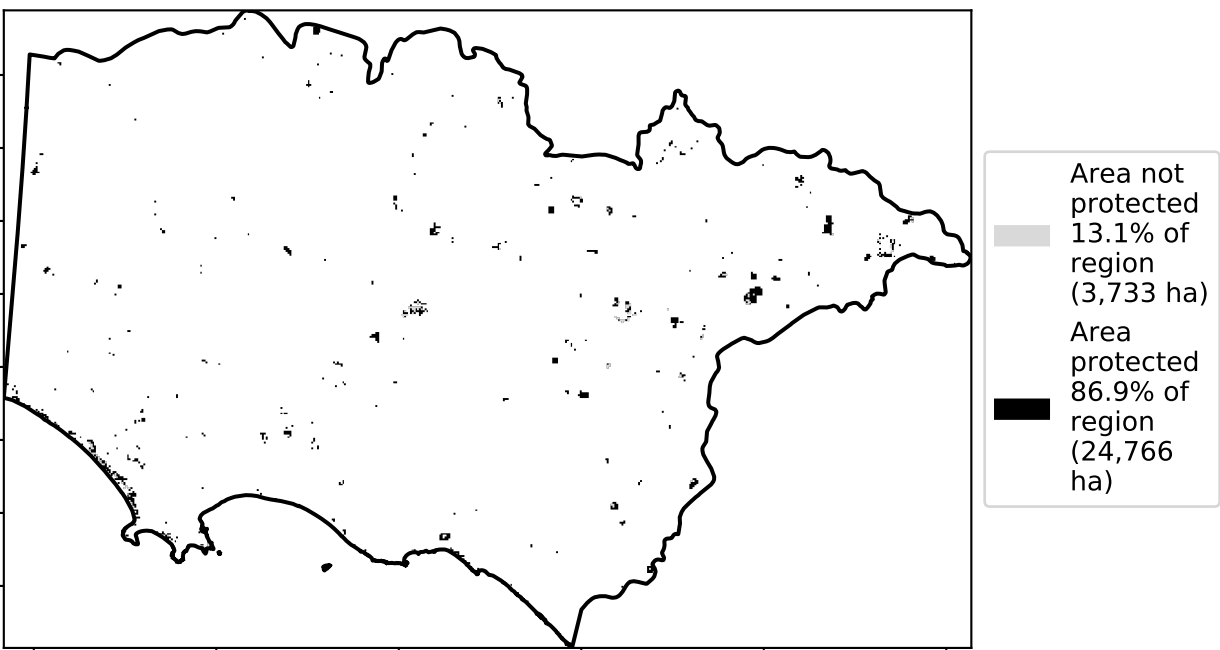 Area not
protected
13.1% of
region
(3,733 ha)
Area
protected
86.9% of
region
(24,766
ha)